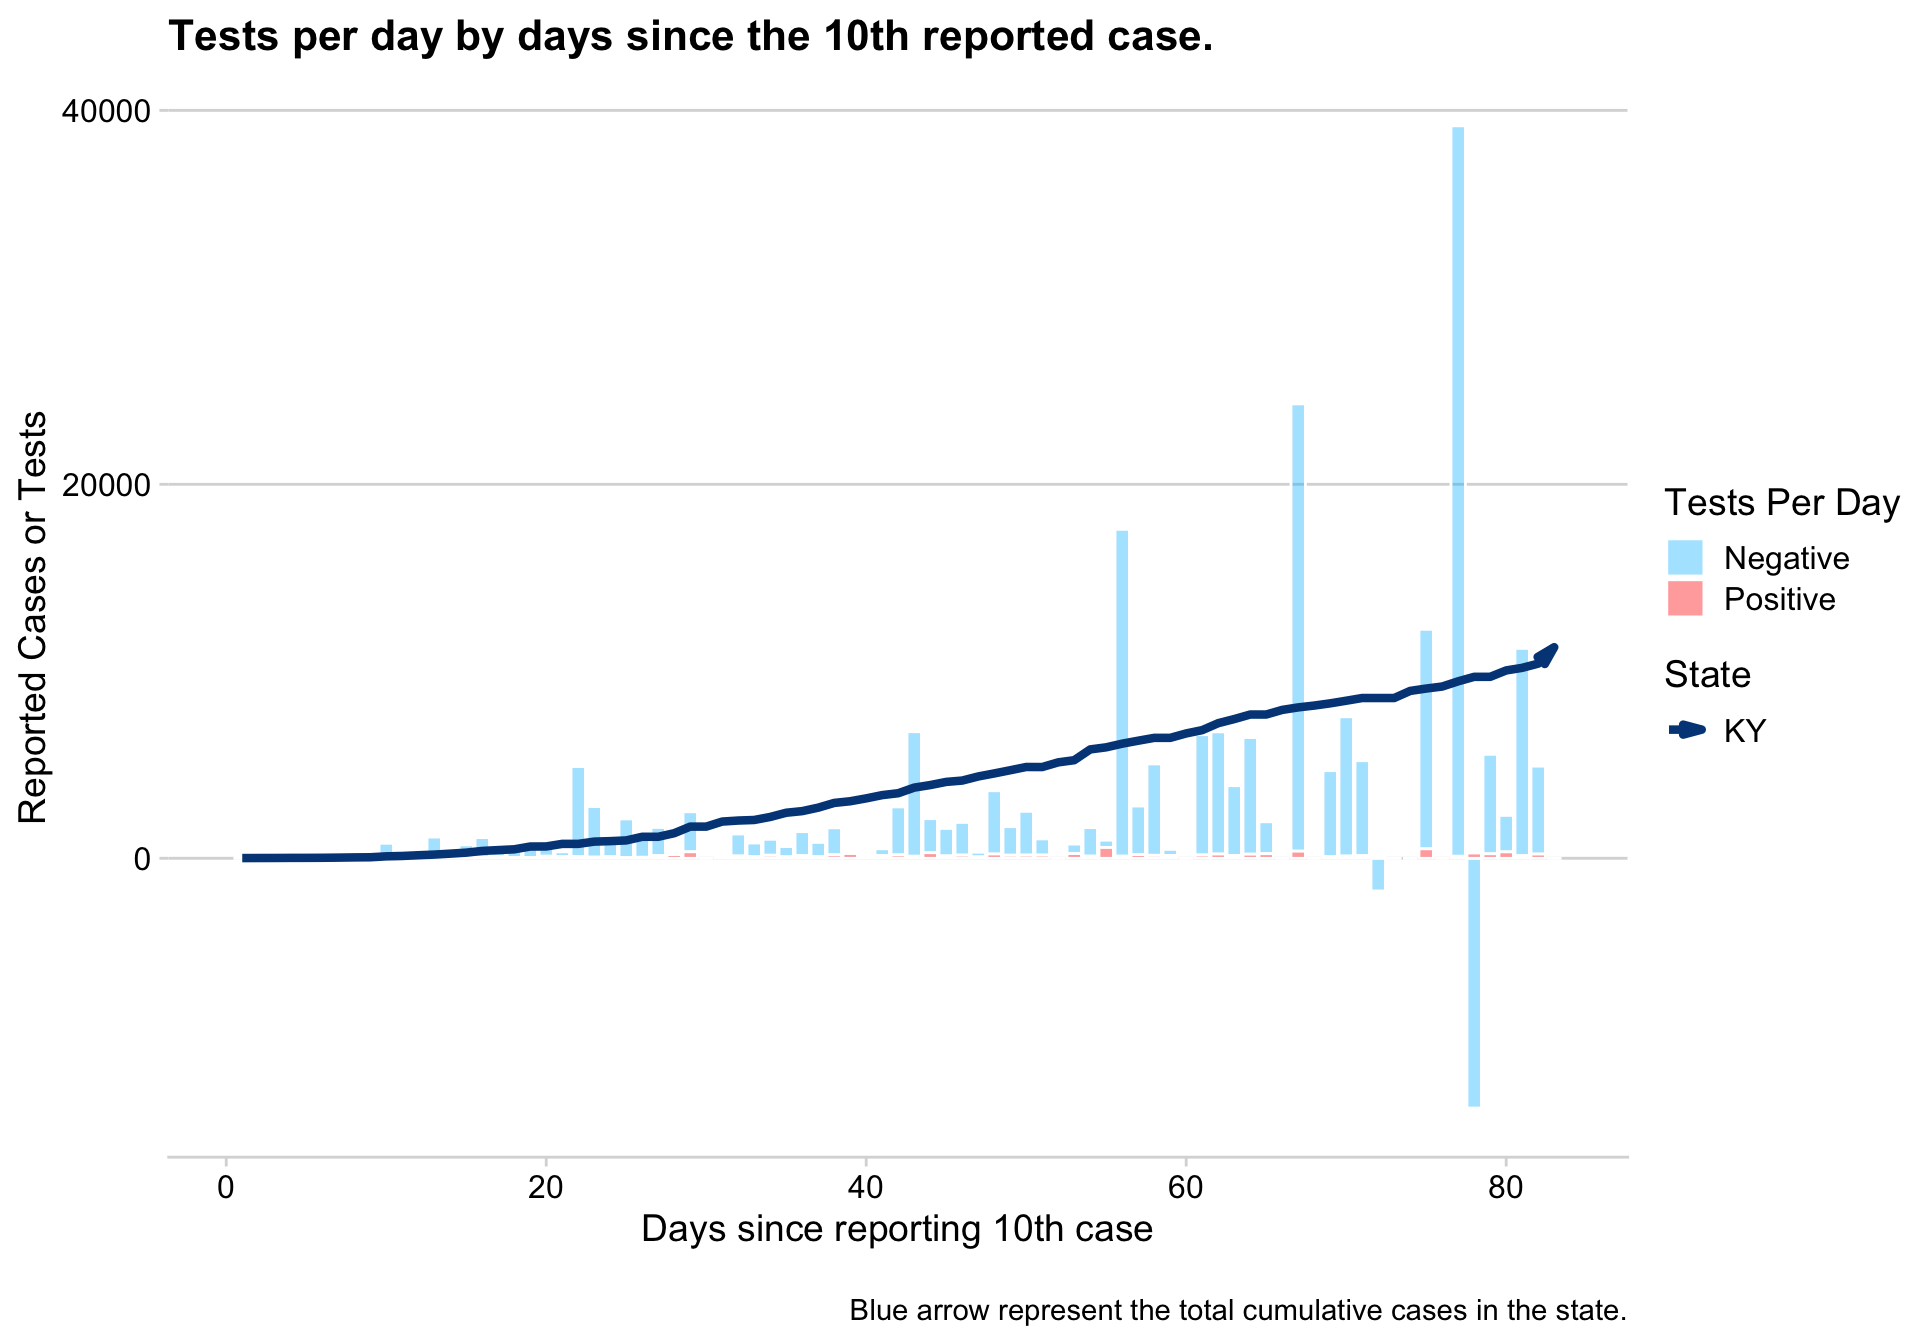 Tests per day by days since the 10th reported case.
40000
20000
0
Reported Cases or Tests
0 20 40 60 80
Days since reporting 10th case
Tests Per Day
Negative
Positive
State
KY
Blue arrow represent the total cumulative cases in the state.